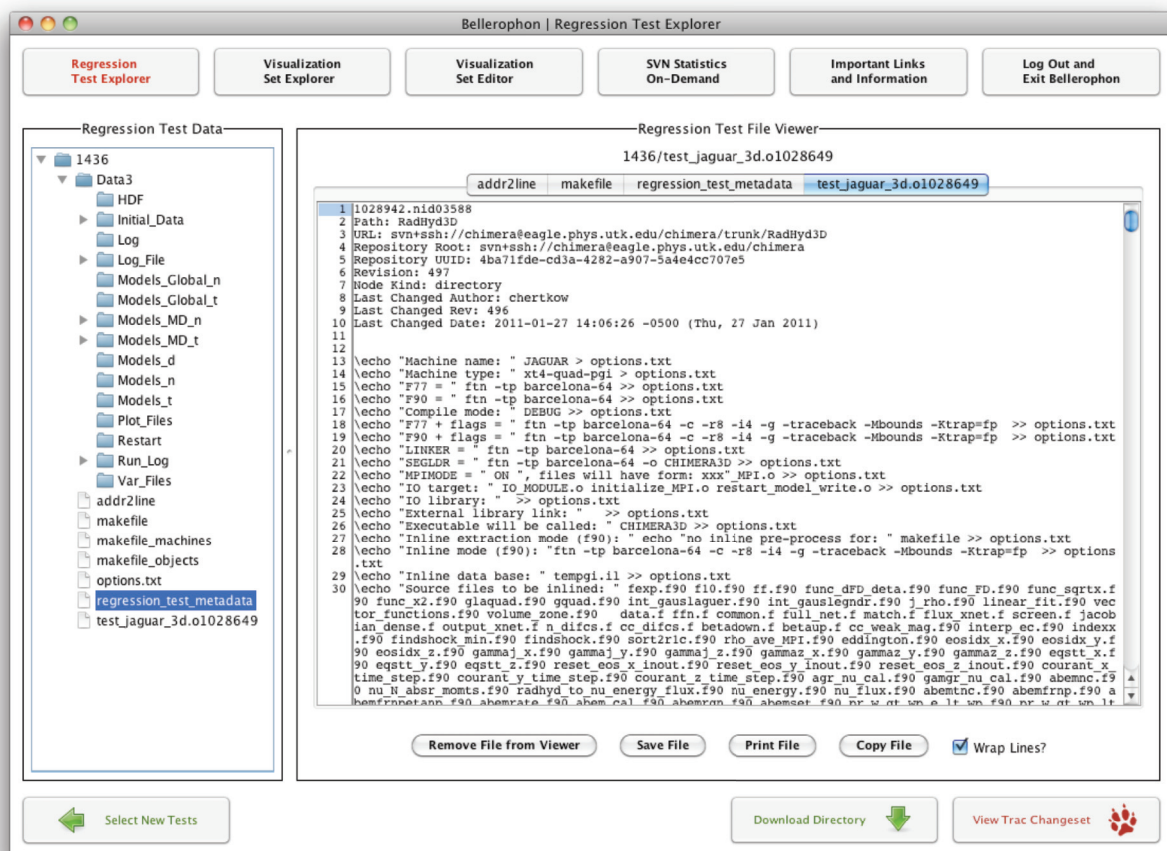 Bellerophon | Regression Test Explorer
Regression
Test Explorer
Visualization
Set Explorer
Visualization
Set Editor
SVN Statistics
On-Demand
Important Links
and Information
Log Out and
Exit Bellerophon
Regression Test Data
1436
Data3
HDF
Initial_Data
Log
Log_File
Models_Global_n
Models_Global_t
Models_MD_n
Models_MD_t
Models_d
Models_n
Models_t
Plot_Files
Restart
Run_Log
Var_Files
addr2line
makefile
makefile_machines
makefile_objects
options.txt
regression_test_metadata
test_jaguar_3d.o1028649
Regression Test File Viewer
1436/test_jaguar_3d.o1028649
addr2line makefile regression_test_metadata test_jaguar_3d.o1028649
1 1028942.nid03588
2 Path: RadHyd3D
3 URL: svn+ssh://chimera@eagle.phys.utk.edu/chimera/trunk/RadHyd3D
4 Repository Root: svn+ssh://chimera@eagle.phys.utk.edu/chimera
5 Repository UUID: 4ba71fde-cd3a-4282-a907-5a4e4cc707e5
6 Revision: 497
7 Node Kind: directory
8 Last Changed Author: chertkow
9 Last Changed Rev: 496
10 Last Changed Date: 2011-01-27 14:06:26 -0500 (Thu, 27 Jan 2011)
11
12
13 \echo "Machine name: " JAGUAR > options.txt
14 \echo "Machine type: " xt4-quad-pgi > options.txt
15 \echo "F77 = " ftn -tp barcelona-64 >> options.txt
16 \echo "F90 = " ftn -tp barcelona-64 >> options.txt
17 \echo "Compile mode: " DEBUG >> options.txt
18 \echo "F77 + flags = " ftn -tp barcelona-64 -c -r8 -i4 -g -traceback -Mbounds -Ktrap=fp >> options.txt
19 \echo "F90 + flags = " ftn -tp barcelona-64 -c -r8 -i4 -g -traceback -Mbounds -Ktrap=fp >> options.txt
20 \echo "LINKER = " ftn -tp barcelona-64 >> options.txt
21 \echo "SEGLDR = " ftn -tp barcelona-64 -o CHIMERA3D >> options.txt
22 \echo "MPIMODE = " ON ", files will have form: xxx"_MPI.o >> options.txt
23 \echo "IO target: " IO_MODULE.o initialize_MPI.o restart_model_write.o >> options.txt
24 \echo "IO library: " >> options.txt
25 \echo "External library link: " >> options.txt
26 \echo "Executable will be called: " CHIMERA3D >> options.txt
27 \echo "Inline extraction mode (f90): " echo "no inline pre-process for: " makefile >> options.txt
28 \echo "Inline mode (f90): "ftn -tp barcelona-64 -c -r8 -i4 -g -traceback -Mbounds -Ktrap=fp >> options
.txt
29 \echo "Inline data base: " tempgi.il >> options.txt
30 \echo "Source files to be inlined: " fexp.f90 f10.f90 ff.f90 func_dFD_deta.f90 func_FD.f90 func_sqrtx.f
90 func_x2.f90 glaquad.f90 gquad.f90 int_gauslaguer.f90 int_gauslegndr.f90 j_rho.f90 linear_fit.f90 vec
tor_functions.f90 volume_zone.f90 data.f ffn.f common.f full_net.f match.f flux_xnet.f screen.f jacob
ian_dense.f output_xnet.f n_difcs.f cc_difcs.f betadown.f betaup.f cc_weak_mag.f90 interp_ec.f90 indexx
.f90 findshock_min.f90 findshock.f90 sort2rlc.f90 rho_ave_MPI.f90 eddington.f90 eosidx_x.f90 eosidx_y.f
90 eosidx_z.f90 gammaj_x.f90 gammaj_y.f90 gammaj_z.f90 gammaz_x.f90 gammaz_y.f90 gammaz_z.f90 eqstt_x.f
90 eqstt_y.f90 eqstt_z.f90 reset_eos_x_inout.f90 reset_eos_y_inout.f90 reset_eos_z_inout.f90 courant_x_
time_step.f90 courant_y_time_step.f90 courant_z_time_step.f90 agr_nu_cal.f90 gamgr_nu_cal.f90 abemnc.f9
0 nu_N_absr_momts.f90 radhyd_to_nu_energy_flux.f90 nu_energy.f90 nu_flux.f90 abemtnc.f90 abemfrnp.f90 a
bemfrnpetanp.f90 abemrate.f90 abem_cal.f90 abemrgn.f90 abemset.f90
Remove File from Viewer
Save File
Print File
Copy File
Wrap Lines?
Select New Tests
Download Directory
View Trac Changeset